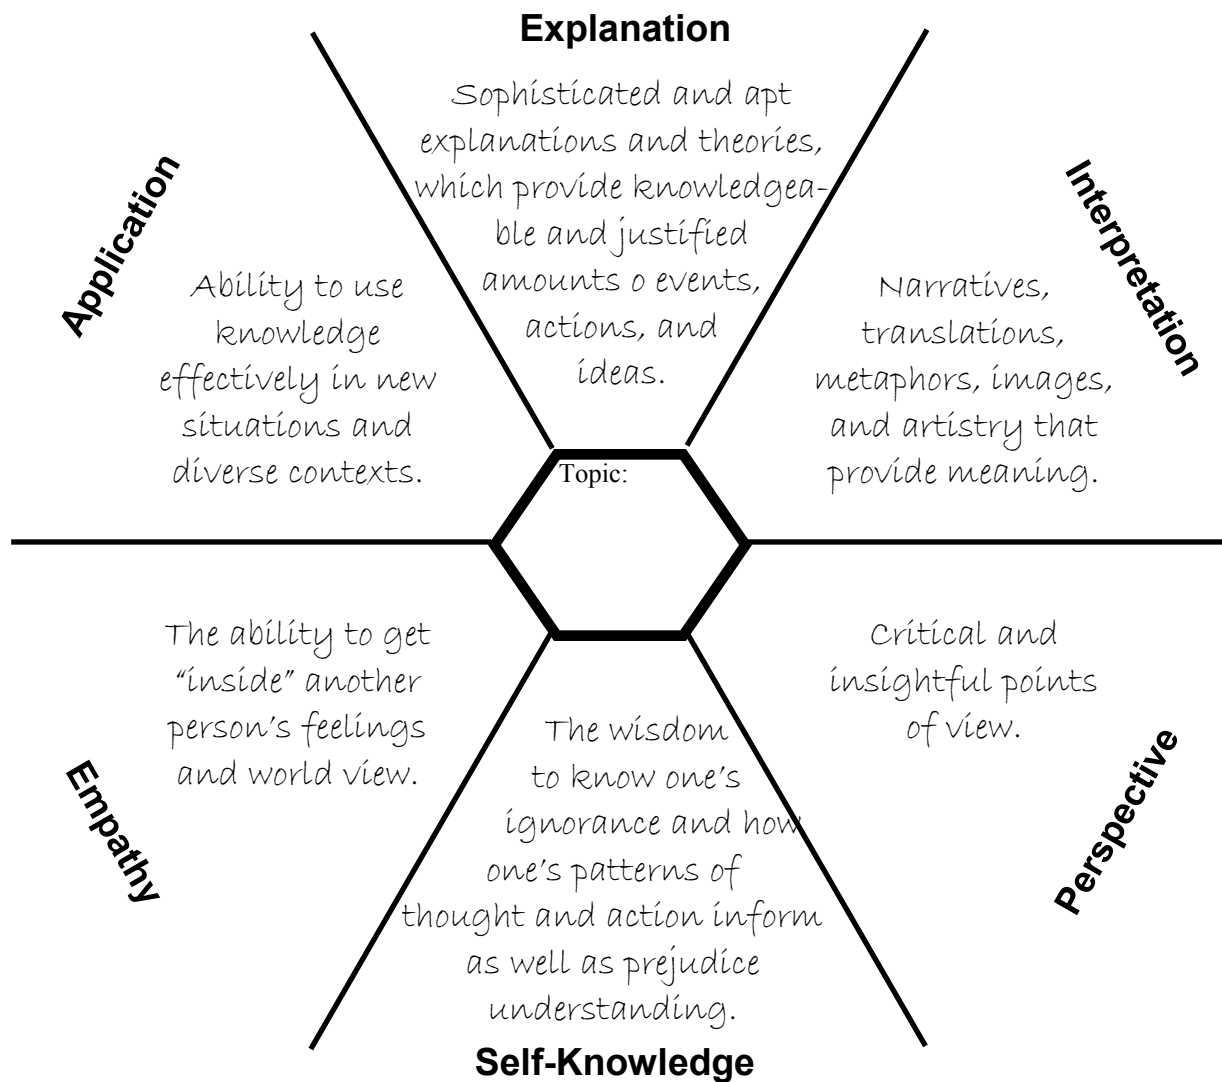 Explanation
Sophisticated and apt
explanations and theories,
which provide knowledgea-
ble and justified
amounts o events,
actions, and
ideas.
Interpretation
Narratives,
translations,
metaphors, images,
and artistry that
provide meaning.
Perspective
Critical and
insightful points
of view.
Self-Knowledge
The wisdom
to know one's
ignorance and how
one's patterns of
thought and action inform
as well as prejudice
understanding.
Empathy
The ability to get
“inside” another
person's feelings
and world view.
Application
Ability to use
knowledge
effectively in new
situations and
diverse contexts.
Topic: